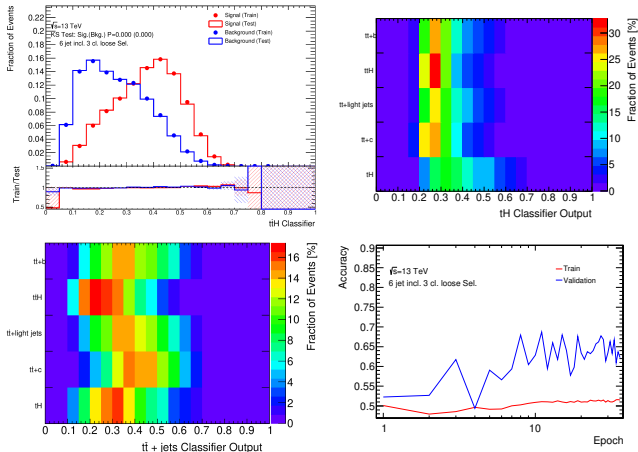 Fraction of Events
√s=13 TeV
KS Test: Sig.(Bkg.) P=0.000 (0.000)
6 jet incl. 3 cl. loose Sel.
Signal (Train)
Signal (Test)
Background (Train)
Background (Test)
0.16
0.14
0.12
0.1
0.08
0.06
0.04
0.02
Train/Test
1.5
1
0.5
0 0.1 0.2 0.3 0.4 0.5 0.6 0.7 0.8 0.9 1
tt̄H Classifier
tt+b
ttH
tt+light jets
tt+c
tH
0 0.1 0.2 0.3 0.4 0.5 0.6 0.7 0.8 0.9 1
tH Classifier Output
Fraction of Events [%]
30
25
20
15
10
5
0
tt+b
ttH
tt+light jets
tt+c
tH
0 0.1 0.2 0.3 0.4 0.5 0.6 0.7 0.8 0.9 1
tt̄ + jets Classifier Output
Fraction of Events [%]
16
14
12
10
8
6
4
2
0
Accuracy
√s=13 TeV
6 jet incl. 3 cl. loose Sel.
Train
Validation
0.9
0.85
0.8
0.75
0.7
0.65
0.6
0.55
0.5
1
10
Epoch